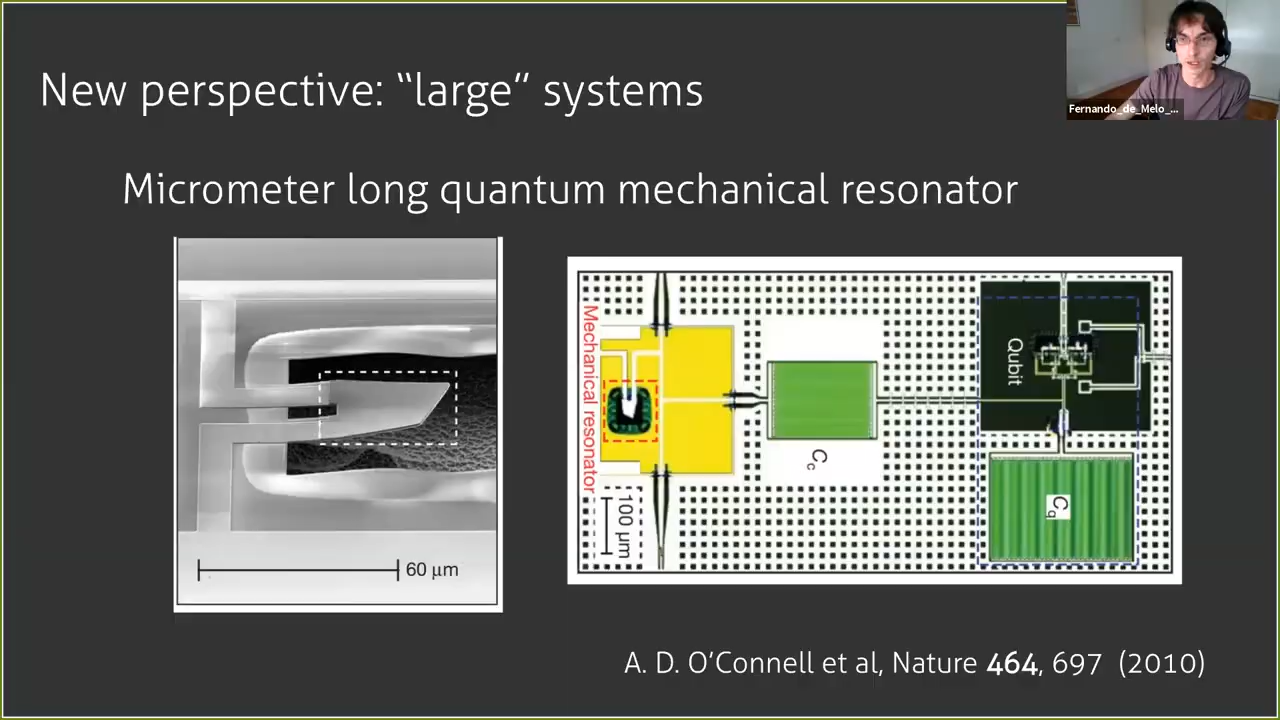 New perspective: “large” systems
Fernando_de_Melo_...
Micrometer long quantum mechanical resonator
60 μm
Mechanical resonator
100 μm
Cc
Qubit
Cq
A. D. O’Connell et al, Nature 464, 697 (2010)